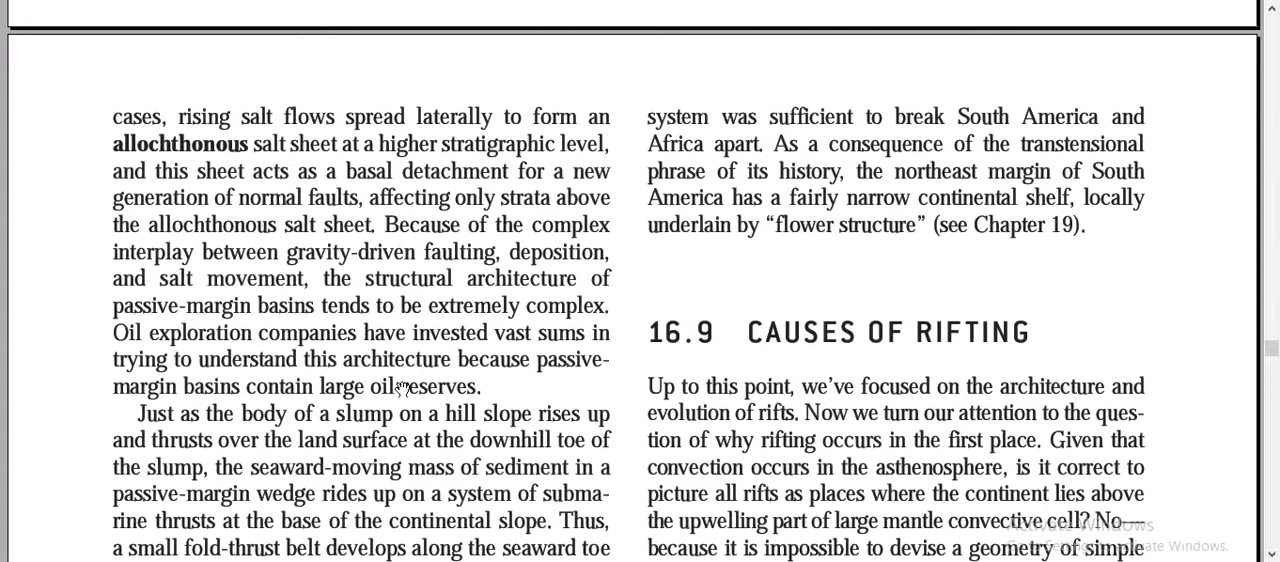 cases, rising salt flows spread laterally to form an
allochthonous salt sheet at a higher stratigraphic level,
and this sheet acts as a basal detachment for a new
generation of normal faults, affecting only strata above
the allochthonous salt sheet. Because of the complex
interplay between gravity-driven faulting, deposition,
and salt movement, the structural architecture of
passive-margin basins tends to be extremely complex.
Oil exploration companies have invested vast sums in
trying to understand this architecture because passive-
margin basins contain large oil reserves.
Just as the body of a slump on a hill slope rises up
and thrusts over the land surface at the downhill toe of
the slump, the seaward-moving mass of sediment in a
passive-margin wedge rides up on a system of subma-
rine thrusts at the base of the continental slope. Thus,
a small fold-thrust belt develops along the seaward toe
system was sufficient to break South America and
Africa apart. As a consequence of the transtensional
phrase of its history, the northeast margin of South
America has a fairly narrow continental shelf, locally
underlain by “flower structure” (see Chapter 19).
16.9 CAUSES OF RIFTING
Up to this point, we’ve focused on the architecture and
evolution of rifts. Now we turn our attention to the ques-
tion of why rifting occurs in the first place. Given that
convection occurs in the asthenosphere, is it correct to
picture all rifts as places where the continent lies above
the upwelling part of large mantle convective cell? No—
because it is impossible to devise a geometry of simple
Activate Windows
Go to Settings to activate Windows.